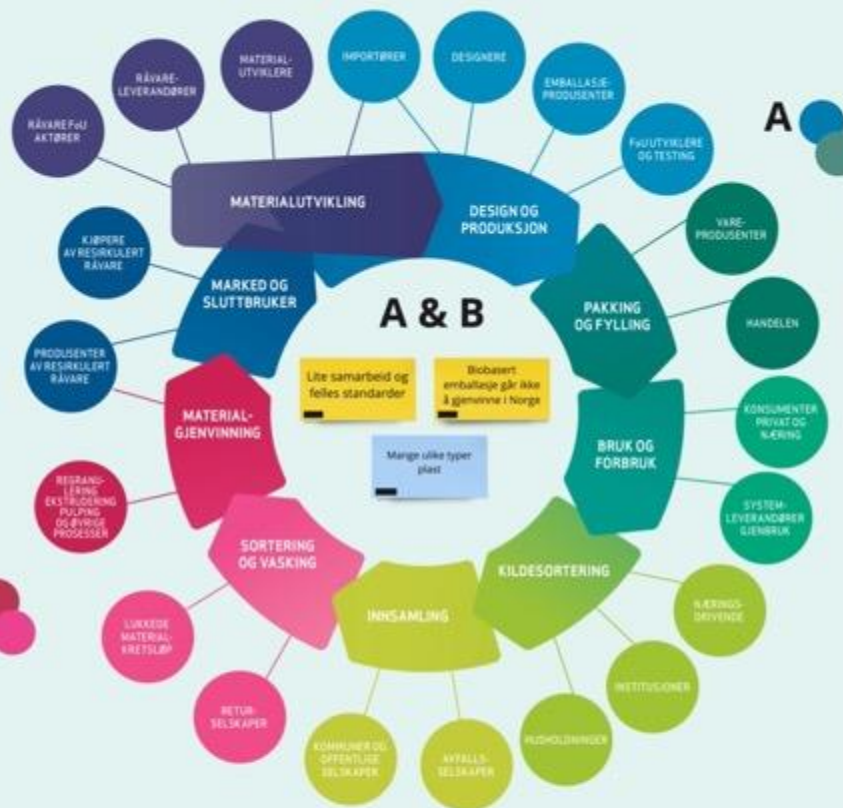 MATERIAL-
UTVIKLERE
IMPORTØRER
DESIGNERE
RÅVARE-
LEVERANDØRER
EMBALLASJE-
PRODUSENTER
RÅVARE FoU
AKTØRER
A
FoU UTVIKLERE
OG TESTING
MATERIALUTVIKLING
DESIGN OG
PRODUKSJON
VARE-
PRODUSENTER
KJØPERE
AV RESIRKULERT
RÅVARE
MARKED OG
SLUTTBRUKER
A & B
PAKKING
OG FYLLING
HANDELEN
PRODUSENTER
AV RESIRKULERT
RÅVARE
Lite samarbeid og
felles standarder
Biobasert
emballasje går ikke
å gjenvinne i Norge
MATERIAL-
GJENVINNING
KONSUMENTER
PRIVAT OG
NÆRING
Mange ulike typer
plast
BRUK OG
FORBRUK
REGRANU-
LERING
EKSTRUDERING
PULPING
OG ØVRIGE
PROSESSER
SYSTEM-
LEVERANDØRER
GJENBRUK
SORTERING
OG VASKING
KILDESORTERING
INNSAMLING
NÆRINGS-
DRIVENDE
LUKKEDE
MATERIAL-
KRETSLØP
INSTITUSJONER
RETUR-
SELSKAPER
HUSHOLDNINGER
KOMMUNER OG
OFFENTLIGE
SELSKAPER
AVFALLS-
SELSKAPER